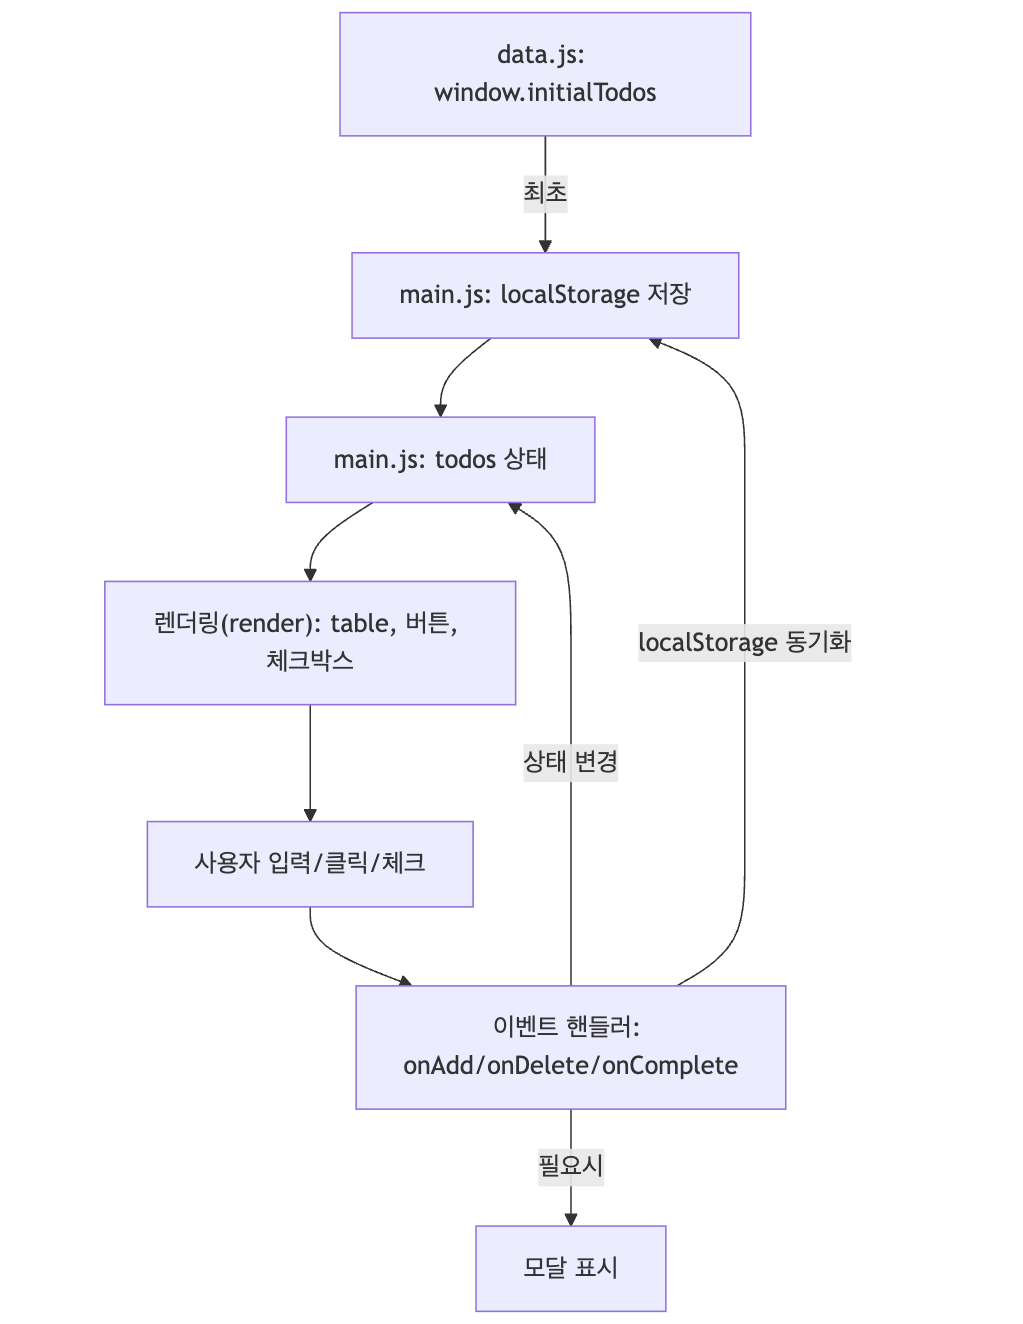 data.js:
window.initialTodos
최초
main.js: localStorage 저장
main.js: todos 상태
렌더링(render): table, 버튼,
체크박스
localStorage 동기화
상태 변경
사용자 입력/클릭/체크
이벤트 핸들러:
onAdd/onDelete/onComplete
필요시
모달 표시